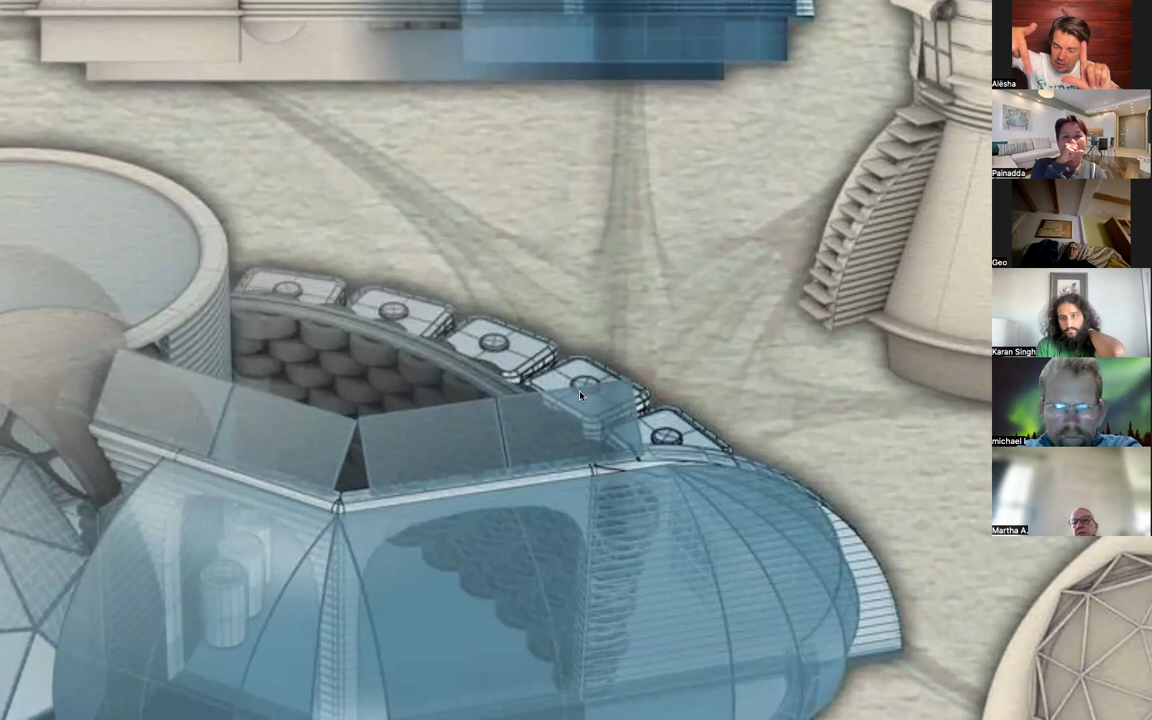 Alësha
Painadda
Geo
Karan Singh
michael l
Martha A.